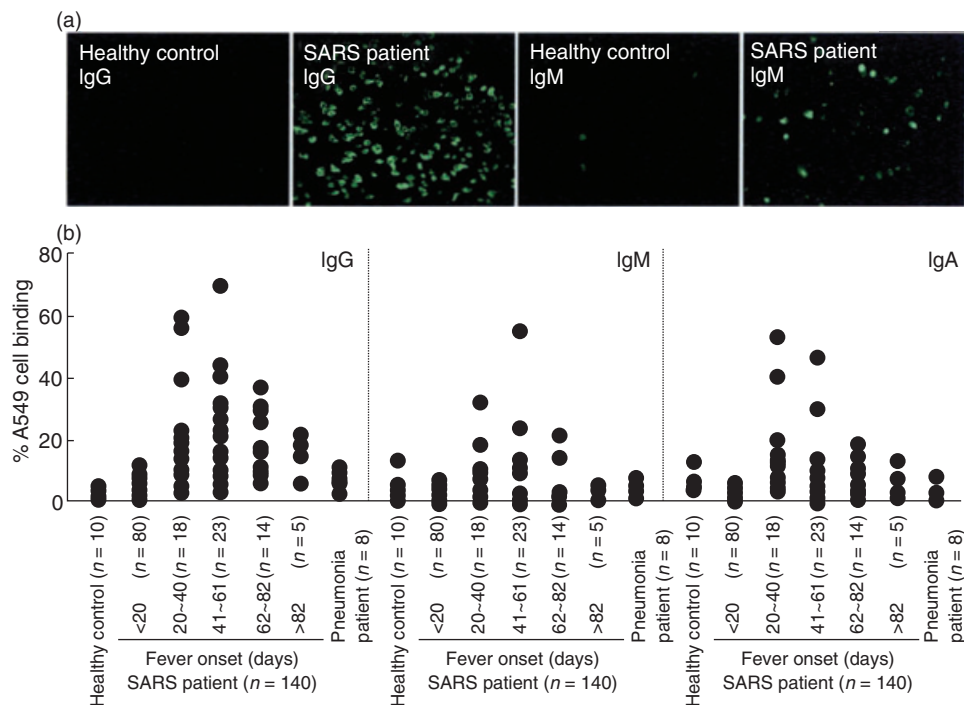 (a)
Healthy control
IgG
SARS patient
IgG
Healthy control
IgM
SARS patient
IgM
(b)
IgG
IgM
IgA
% A549 cell binding
80
60
40
20
0
Healthy control (n = 10)
<20 (n = 80)
20~40 (n = 18)
41~61 (n = 23)
62~82 (n = 14)
>82 (n = 5)
Pneumonia
patient (n = 8)
Healthy control (n = 10)
<20 (n = 80)
20~40 (n = 18)
41~61 (n = 23)
62~82 (n = 14)
>82 (n = 5)
Pneumonia
patient (n = 8)
Healthy control (n = 10)
<20 (n = 80)
20~40 (n = 18)
41~61 (n = 23)
62~82 (n = 14)
>82 (n = 5)
Pneumonia
patient (n = 8)
Fever onset (days)
SARS patient (n = 140)
Fever onset (days)
SARS patient (n = 140)
Fever onset (days)
SARS patient (n = 140)